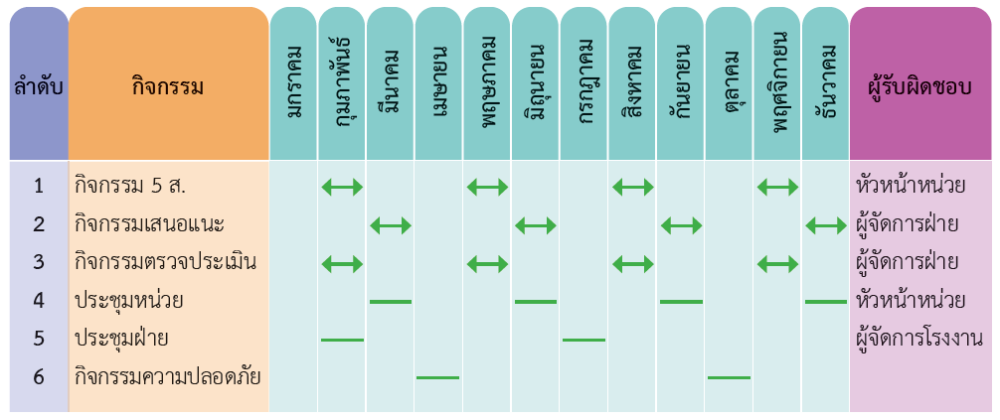 ลำดับ กิจกรรม มกราคม กุมภาพันธ์ มีนาคม เมษายน พฤษภาคม มิถุนายน กรกฎาคม สิงหาคม กันยายน ตุลาคม พฤศจิกายน ธันวาคม ผู้รับผิดชอบ
1 กิจกรรม 5 ส. หัวหน้าหน่วย
2 กิจกรรมเสนอแนะ ผู้จัดการฝ่าย
3 กิจกรรมตรวจประเมิน ผู้จัดการฝ่าย
4 ประชุมหน่วย หัวหน้าหน่วย
5 ประชุมฝ่าย ผู้จัดการโรงงาน
6 กิจกรรมความปลอดภัย